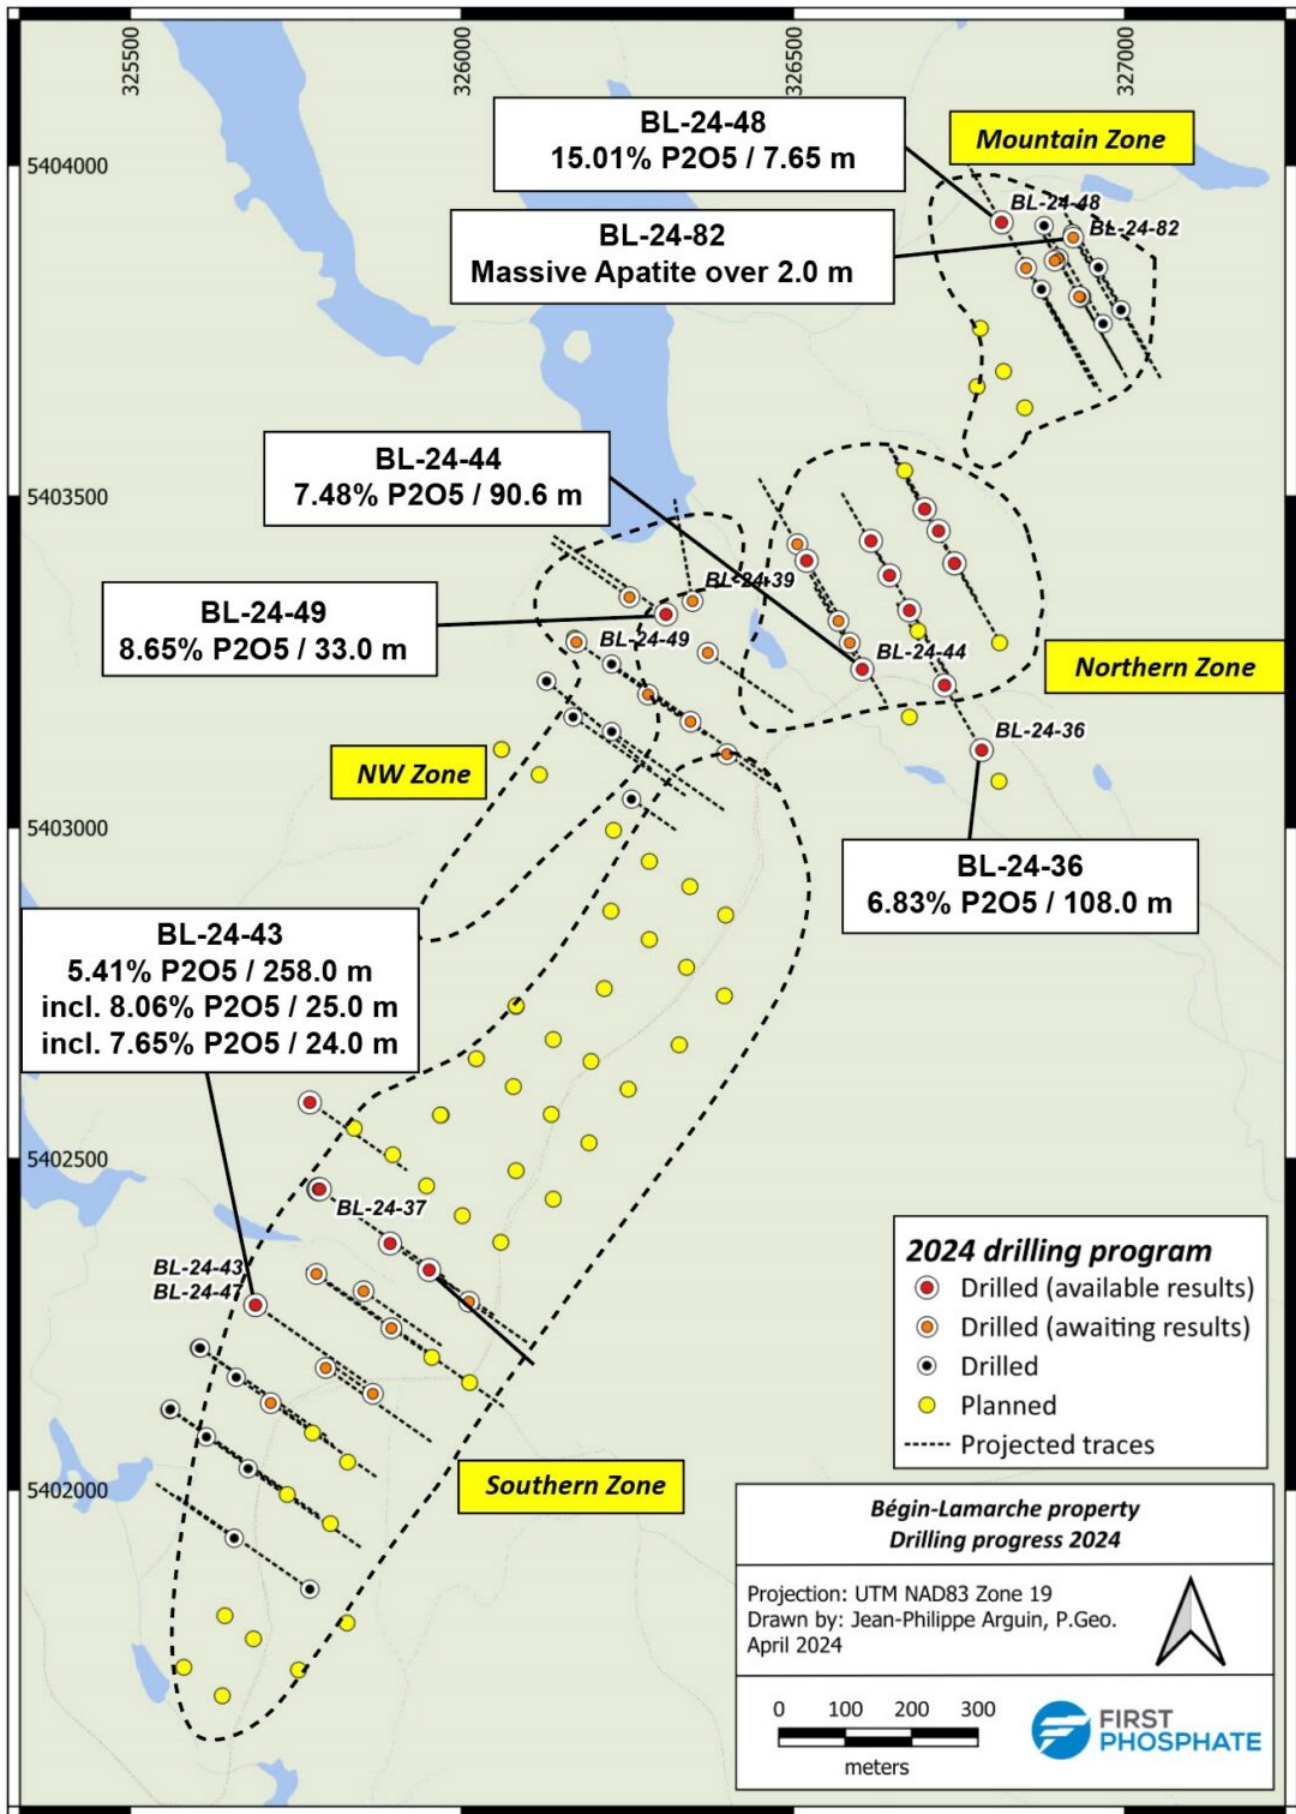 325500
326000
326500
327000
5404000
5403500
5403000
5402500
5402000
BL-24-48
15.01% P2O5 / 7.65 m
Mountain Zone
BL-24-48
BL-24-82
BL-24-82
Massive Apatite over 2.0 m
BL-24-44
7.48% P2O5 / 90.6 m
BL-24-39
BL-24-49
8.65% P2O5 / 33.0 m
BL-24-49
BL-24-44
Northern Zone
BL-24-36
NW Zone
BL-24-36
6.83% P2O5 / 108.0 m
BL-24-43
5.41% P2O5 / 258.0 m
incl. 8.06% P2O5 / 25.0 m
incl. 7.65% P2O5 / 24.0 m
BL-24-37
BL-24-43
BL-24-47
Southern Zone
2024 drilling program
Drilled (available results)
Drilled (awaiting results)
Drilled
Planned
Projected traces
Bégin-Lamarche property
Drilling progress 2024
Projection: UTM NAD83 Zone 19
Drawn by: Jean-Philippe Arguin, P.Geo.
April 2024
0 100 200 300
meters
FIRST
PHOSPHATE